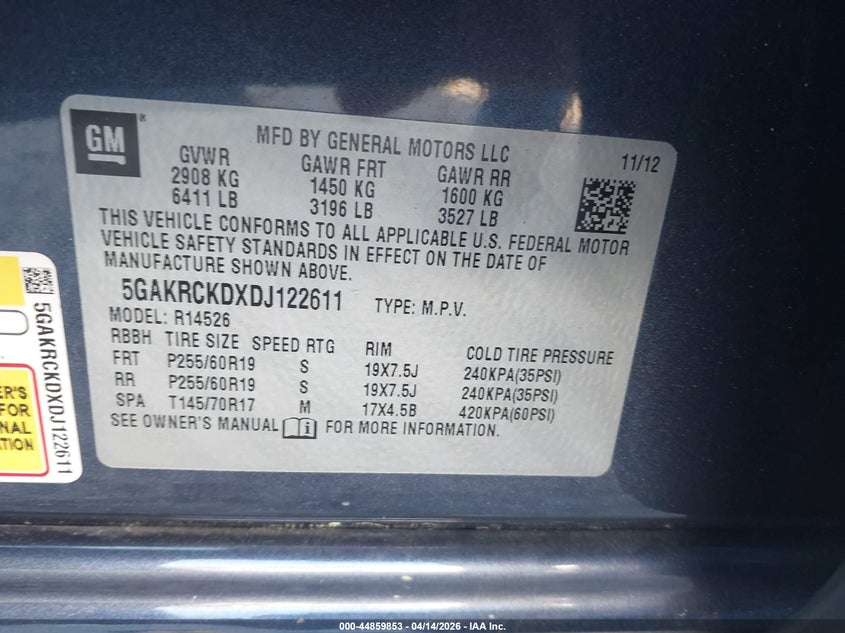 GM®
MFD BY GENERAL MOTORS LLC
11/12
GVWR GAWR FRT GAWR RR
2908 KG 1450 KG 1600 KG
6411 LB 3196 LB 3527 LB
THIS VEHICLE CONFORMS TO ALL APPLICABLE U.S. FEDERAL MOTOR
VEHICLE SAFETY STANDARDS IN EFFECT ON THE DATE OF
MANUFACTURE SHOWN ABOVE.
5GAKRCKDXDJ122611 TYPE: M.P.V.
MODEL: R14526
RBBH TIRE SIZE SPEED RTG RIM COLD TIRE PRESSURE
FRT P255/60R19 S 19X7.5J 240KPA(35PSI)
RR P255/60R19 S 19X7.5J 240KPA(35PSI)
SPA T145/70R17 M 17X4.5B 420KPA(60PSI)
SEE OWNER'S MANUAL i FOR MORE INFORMATION.
5GAKRCKDXDJ122611
000-44859853 - 04/14/2026 - IAA Inc.